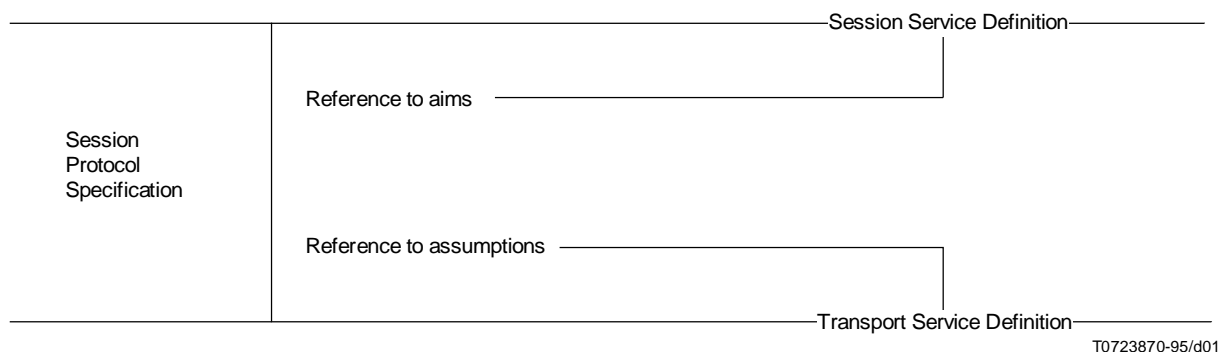 Session Service Definition
Reference to aims
Session
Protocol
Specification
Reference to assumptions
Transport Service Definition
T0723870-95/d01